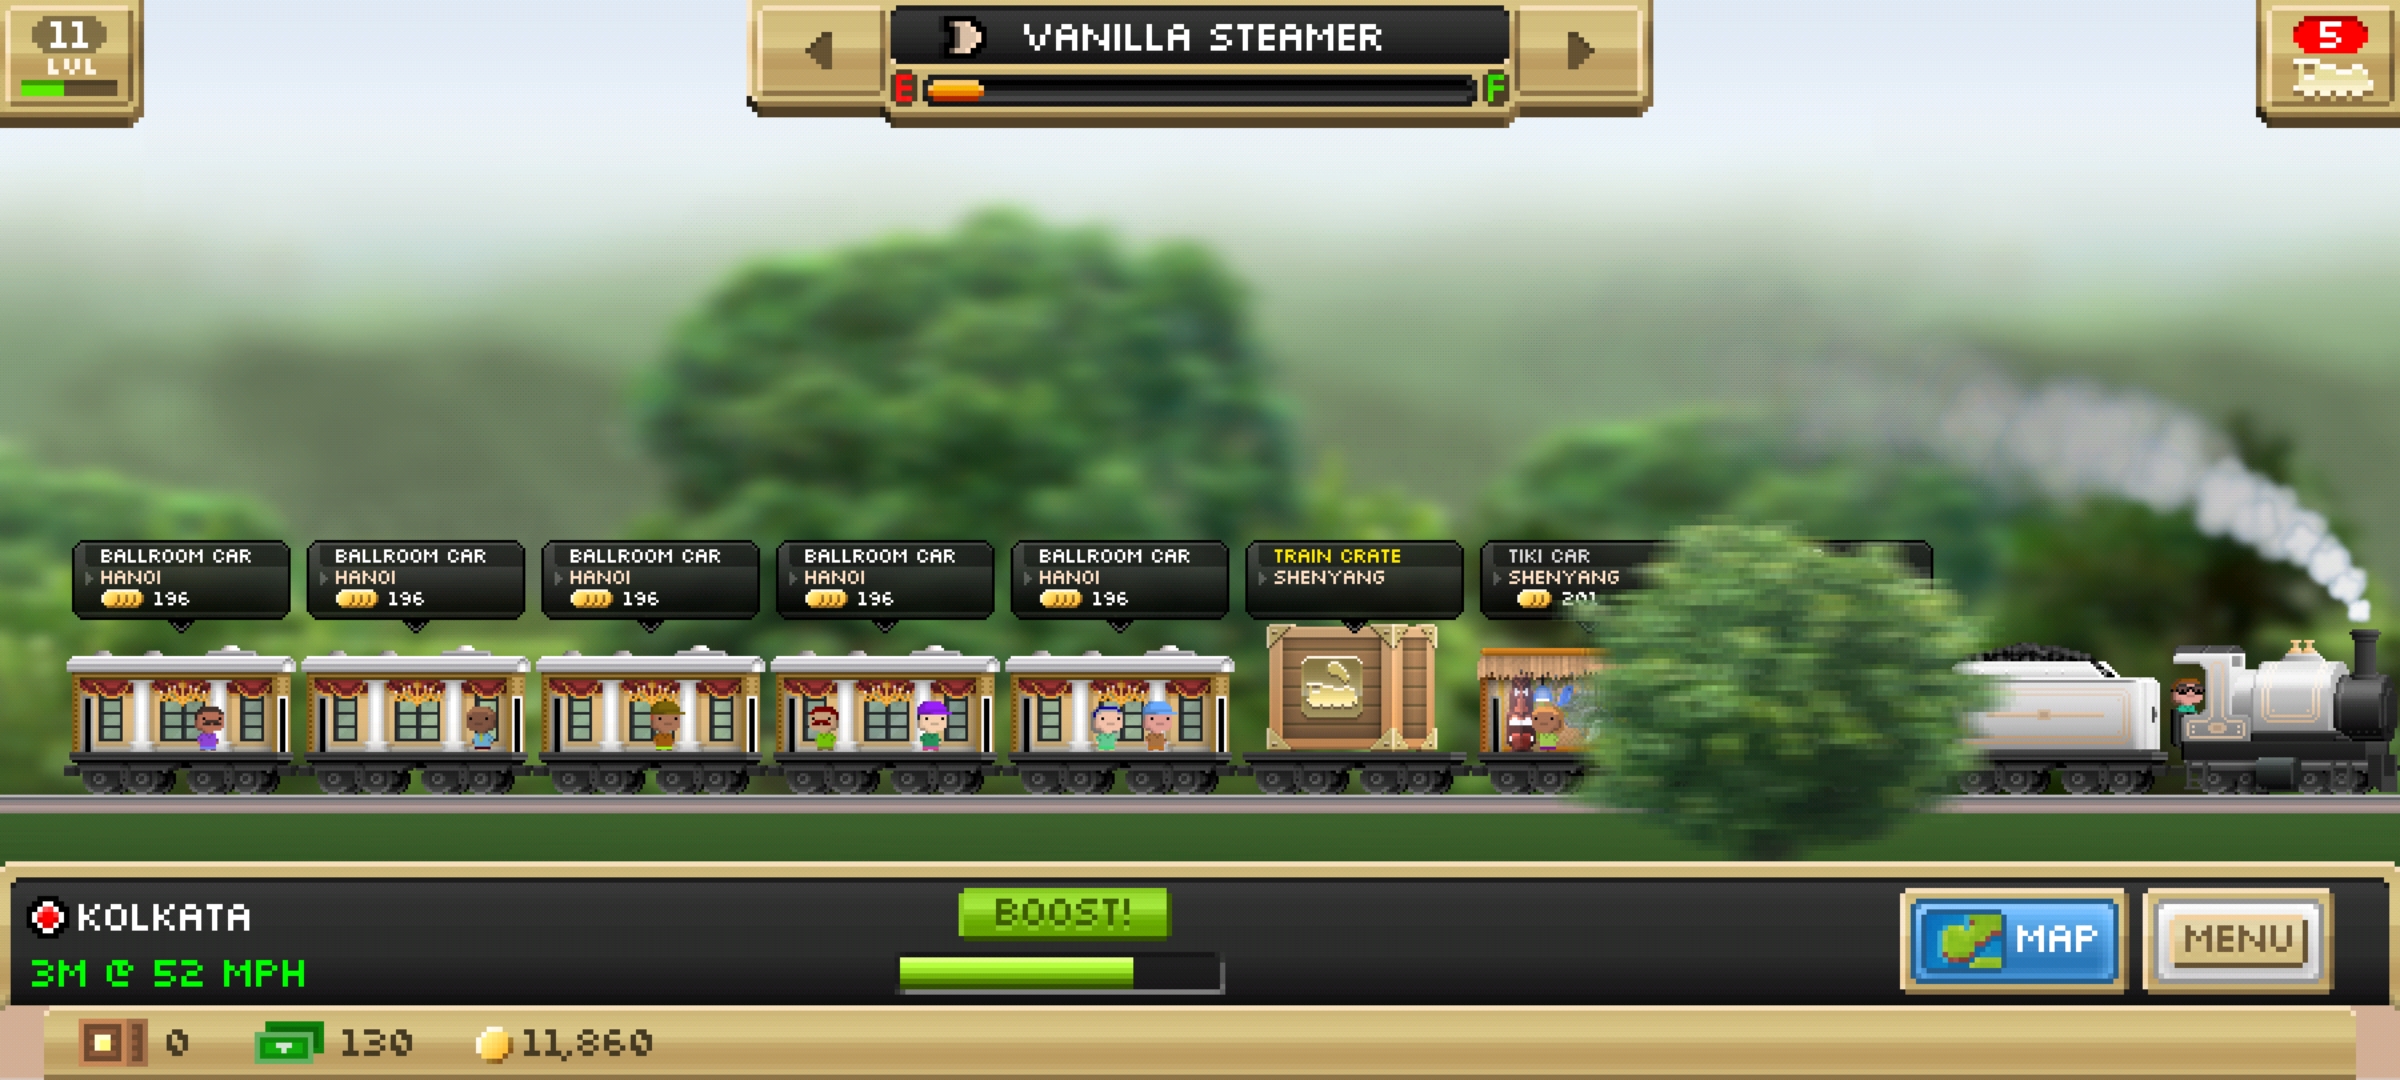 11
LVL
VANILLA STEAMER
E
F
5
BALLROOM CAR
HANOI
196
BALLROOM CAR
HANOI
196
BALLROOM CAR
HANOI
196
BALLROOM CAR
HANOI
196
BALLROOM CAR
HANOI
196
TRAIN CRATE
SHENYANG
TIKI CAR
SHENYANG
201
KOLKATA
3M @ 52 MPH
BOOST!
MAP
MENU
0
130
11,860